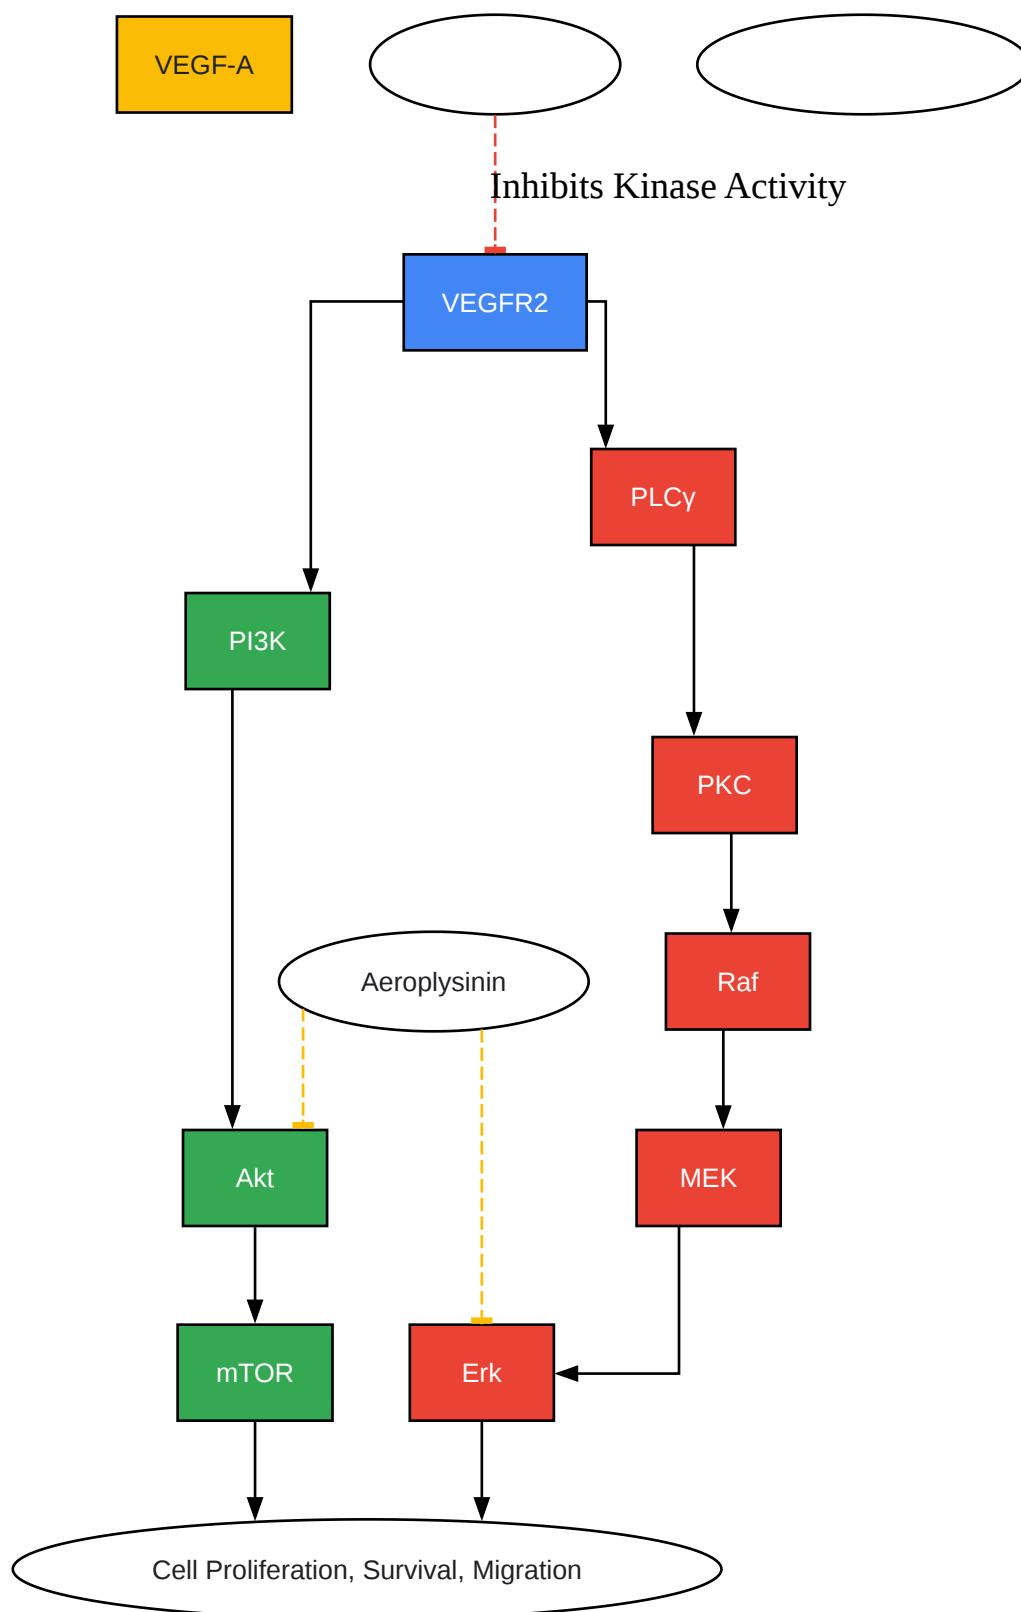 VEGF-A
Inhibits Kinase Activity
VEGFR2
PLCγ
PI3K
PKC
Aeroplysinin
Raf
Akt
MEK
mTOR
Erk
Cell Proliferation, Survival, Migration